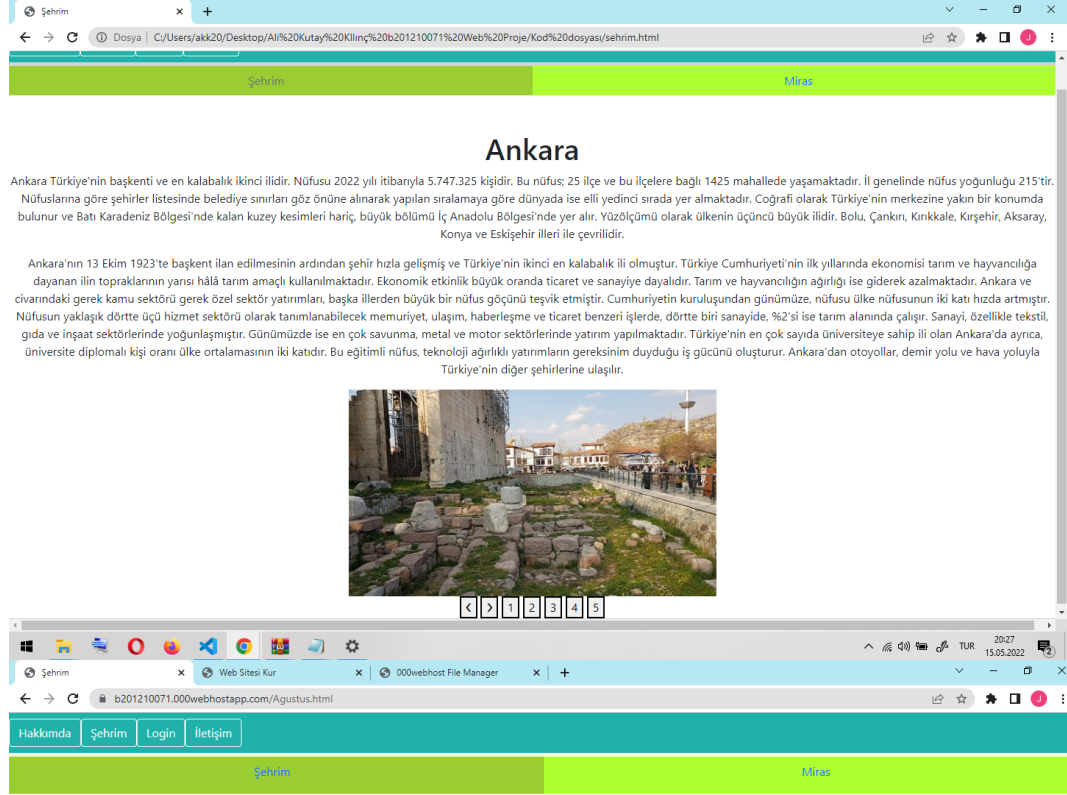 Şehrim
Dosya
C:/Users/akk20/Desktop/Ali%20Kutay%20KIlınç%20b201210071%20Web%20Proje/Kod%20dosyası/sehrim.html
J
Şehrim
Miras
Ankara
Ankara Türkiye'nin başkenti ve en kalabalık ikinci ilidir. Nüfusu 2022 yılı itibarıyla 5.747.325 kişidir. Bu nüfus; 25 ilçe ve bu ilçelere bağlı 1425 mahallede yaşamaktadır. İl genelinde nüfus yoğunluğu 215'tir.
Nüfuslarına göre şehirler listesinde belediye sınırları göz önüne alınarak yapılan sıralamaya göre dünyada ise elli yedinci sırada yer almaktadır. Coğrafi olarak Türkiye'nin merkezine yakın bir konumda
bulunur ve Batı Karadeniz Bölgesi'nde kalan kuzey kesimleri hariç, büyük bölümü İç Anadolu Bölgesi'nde yer alır. Yüzölçümü olarak ülkenin üçüncü büyük ilidir. Bolu, Çankırı, Kırıkkale, Kırşehir, Aksaray,
Konya ve Eskişehir illeri ile çevrilidir.
Ankara'nın 13 Ekim 1923'te başkent ilan edilmesinin ardından şehir hızla gelişmiş ve Türkiye'nin ikinci en kalabalık ili olmuştur. Türkiye Cumhuriyeti'nin ilk yıllarında ekonomisi tarım ve hayvancılığa
dayanan ilin topraklarının yarısı hâlâ tarım amaçlı kullanılmaktadır. Ekonomik etkinlik büyük oranda ticaret ve sanayiye dayalıdır. Tarım ve hayvancılığın ağırlığı ise giderek azalmaktadır. Ankara ve
civarındaki gerek kamu sektörü gerek özel sektör yatırımları, başka illerden büyük bir nüfus göçünü teşvik etmiştir. Cumhuriyetin kuruluşundan günümüze, nüfusu ülke nüfusunun iki katı hızda artmıştır.
Nüfusun yaklaşık dörtte üçü hizmet sektörü olarak tanımlanabilecek memuriyet, ulaşım, haberleşme ve ticaret benzeri işlerde, dörtte biri sanayide, %2'si ise tarım alanında çalışır. Sanayi, özellikle tekstil,
gıda ve inşaat sektörlerinde yoğunlaşmıştır. Günümüzde ise en çok savunma, metal ve motor sektörlerinde yatırım yapılmaktadır. Türkiye'nin en çok sayıda üniversiteye sahip ili olan Ankara'da ayrıca,
üniversite diplomalı kişi oranı ülke ortalamasının iki katıdır. Bu eğitimli nüfus, teknoloji ağırlıklı yatırımların gereksinim duyduğu iş gücünü oluşturur. Ankara'dan otoyollar, demir yolu ve hava yoluyla
Türkiye'nin diğer şehirlerine ulaşılır.
< > 1 2 3 4 5
TUR
20:27
15.05.2022
2
Şehrim
Web Sitesi Kur
000webhost File Manager
b201210071.000webhostapp.com/Agustus.html
J
Hakkımda Şehrim Login İletişim
Şehrim
Miras